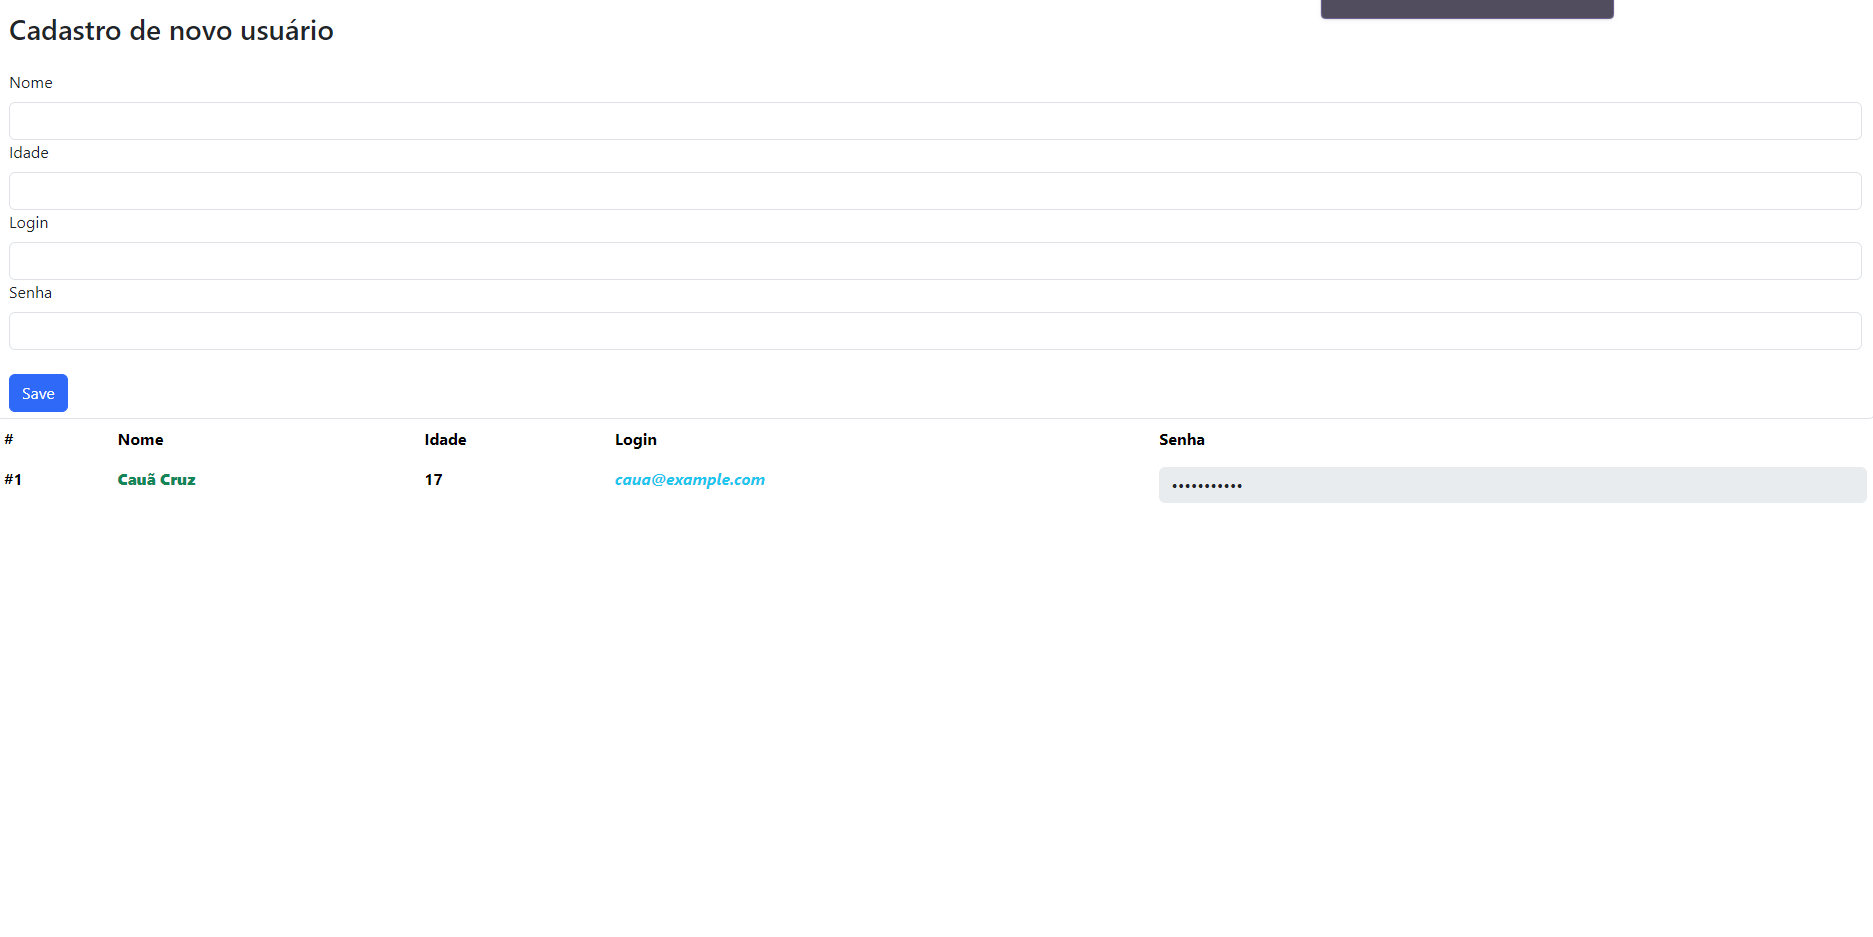 Cadastro de novo usuário
Nome
Idade
Login
Senha
Save
# Nome Idade Login Senha
#1 Cauã Cruz 17 caua@example.com •••••••••••